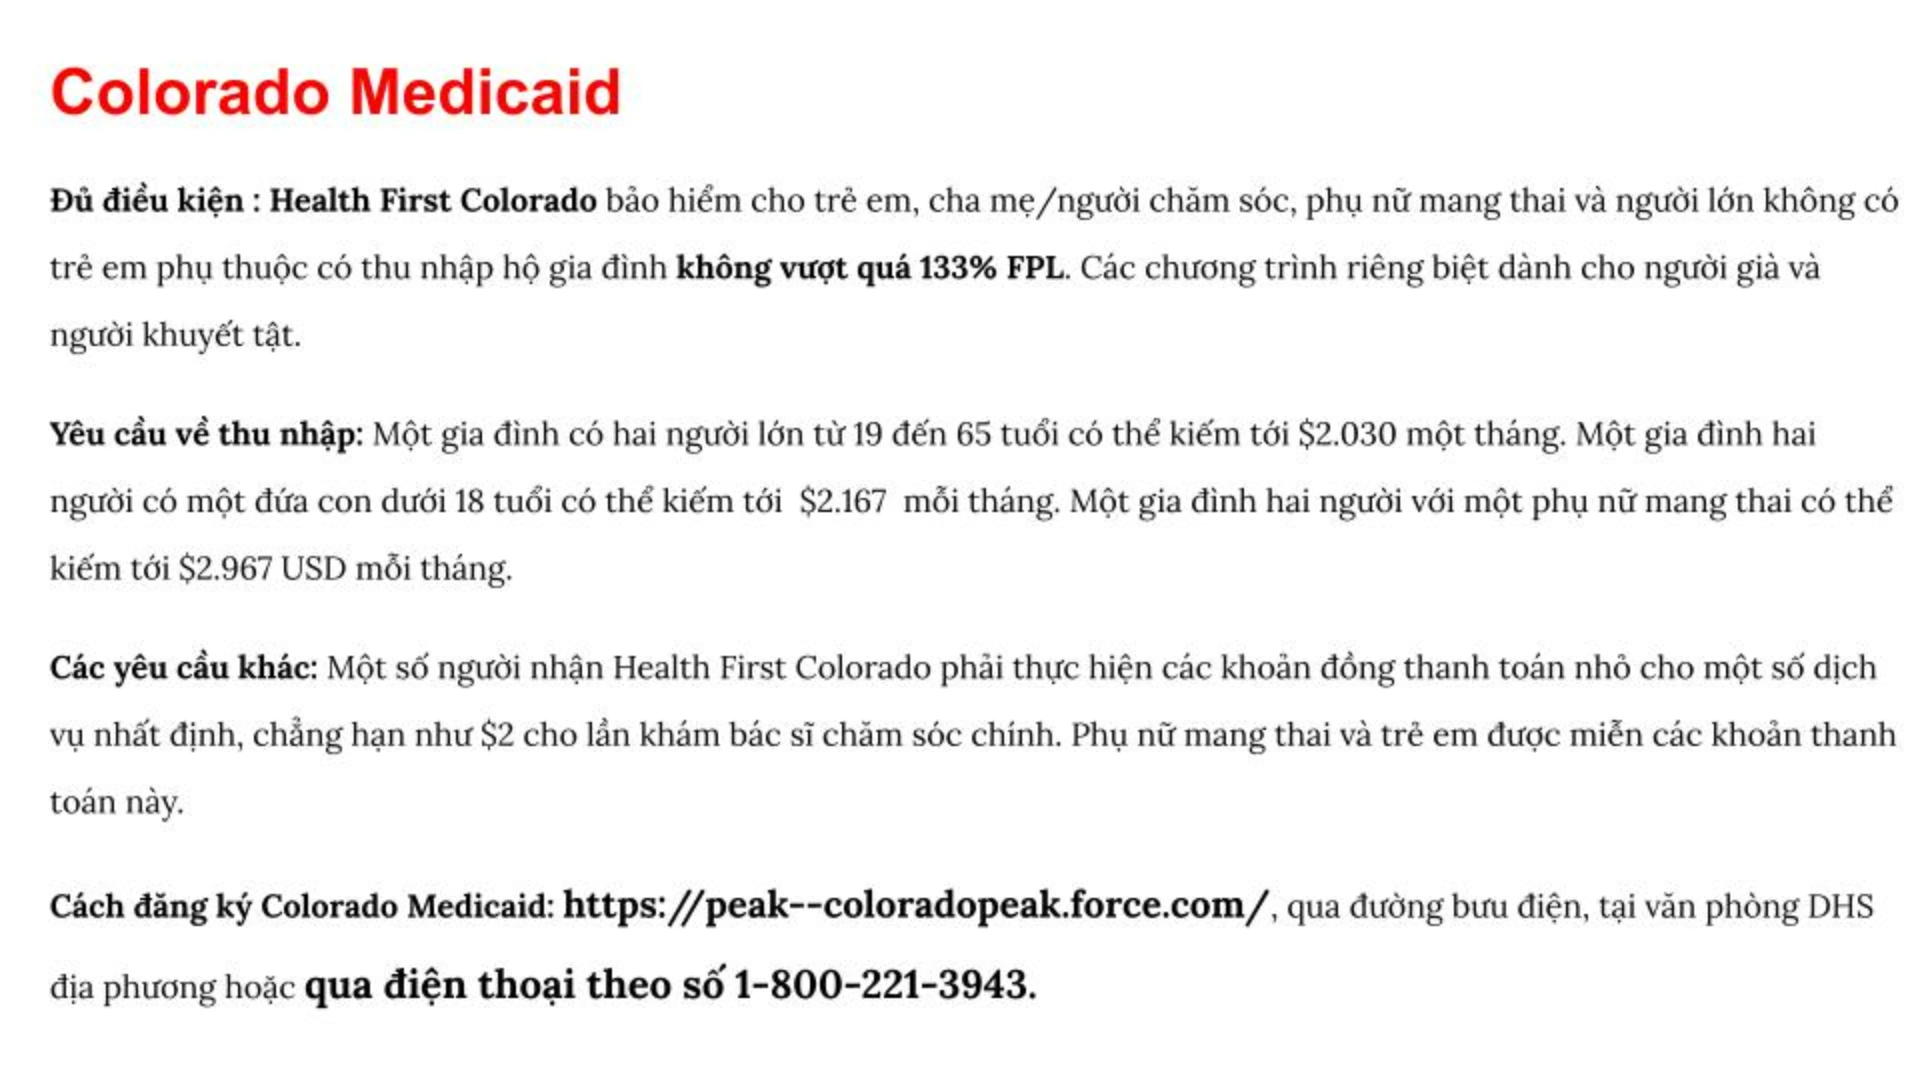 Colorado Medicaid
Đủ điều kiện : Health First Colorado bảo hiểm cho trẻ em, cha mẹ/người chăm sóc, phụ nữ mang thai và người lớn không có
trẻ em phụ thuộc có thu nhập hộ gia đình không vượt quá 133% FPL. Các chương trình riêng biệt dành cho người già và
người khuyết tật.
Yêu cầu về thu nhập: Một gia đình có hai người lớn từ 19 đến 65 tuổi có thể kiếm tới $2.030 một tháng. Một gia đình hai
người có một đứa con dưới 18 tuổi có thể kiếm tới  $2.167  mỗi tháng. Một gia đình hai người với một phụ nữ mang thai có thể
kiếm tới $2.967 USD mỗi tháng.
Các yêu cầu khác: Một số người nhận Health First Colorado phải thực hiện các khoản đồng thanh toán nhỏ cho một số dịch
vụ nhất định, chẳng hạn như $2 cho lần khám bác sĩ chăm sóc chính. Phụ nữ mang thai và trẻ em được miễn các khoản thanh
toán này.
Cách đăng ký Colorado Medicaid: https://peak--coloradopeak.force.com/, qua đường bưu điện, tại văn phòng DHS
địa phương hoặc qua điện thoại theo số 1-800-221-3943.